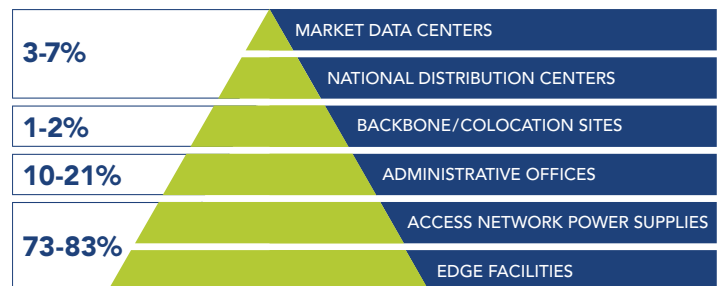 3-7%
MARKET DATA CENTERS
NATIONAL DISTRIBUTION CENTERS
1-2%
BACKBONE/COLOCATION SITES
10-21%
ADMINISTRATIVE OFFICES
73-83%
ACCESS NETWORK POWER SUPPLIES
EDGE FACILITIES